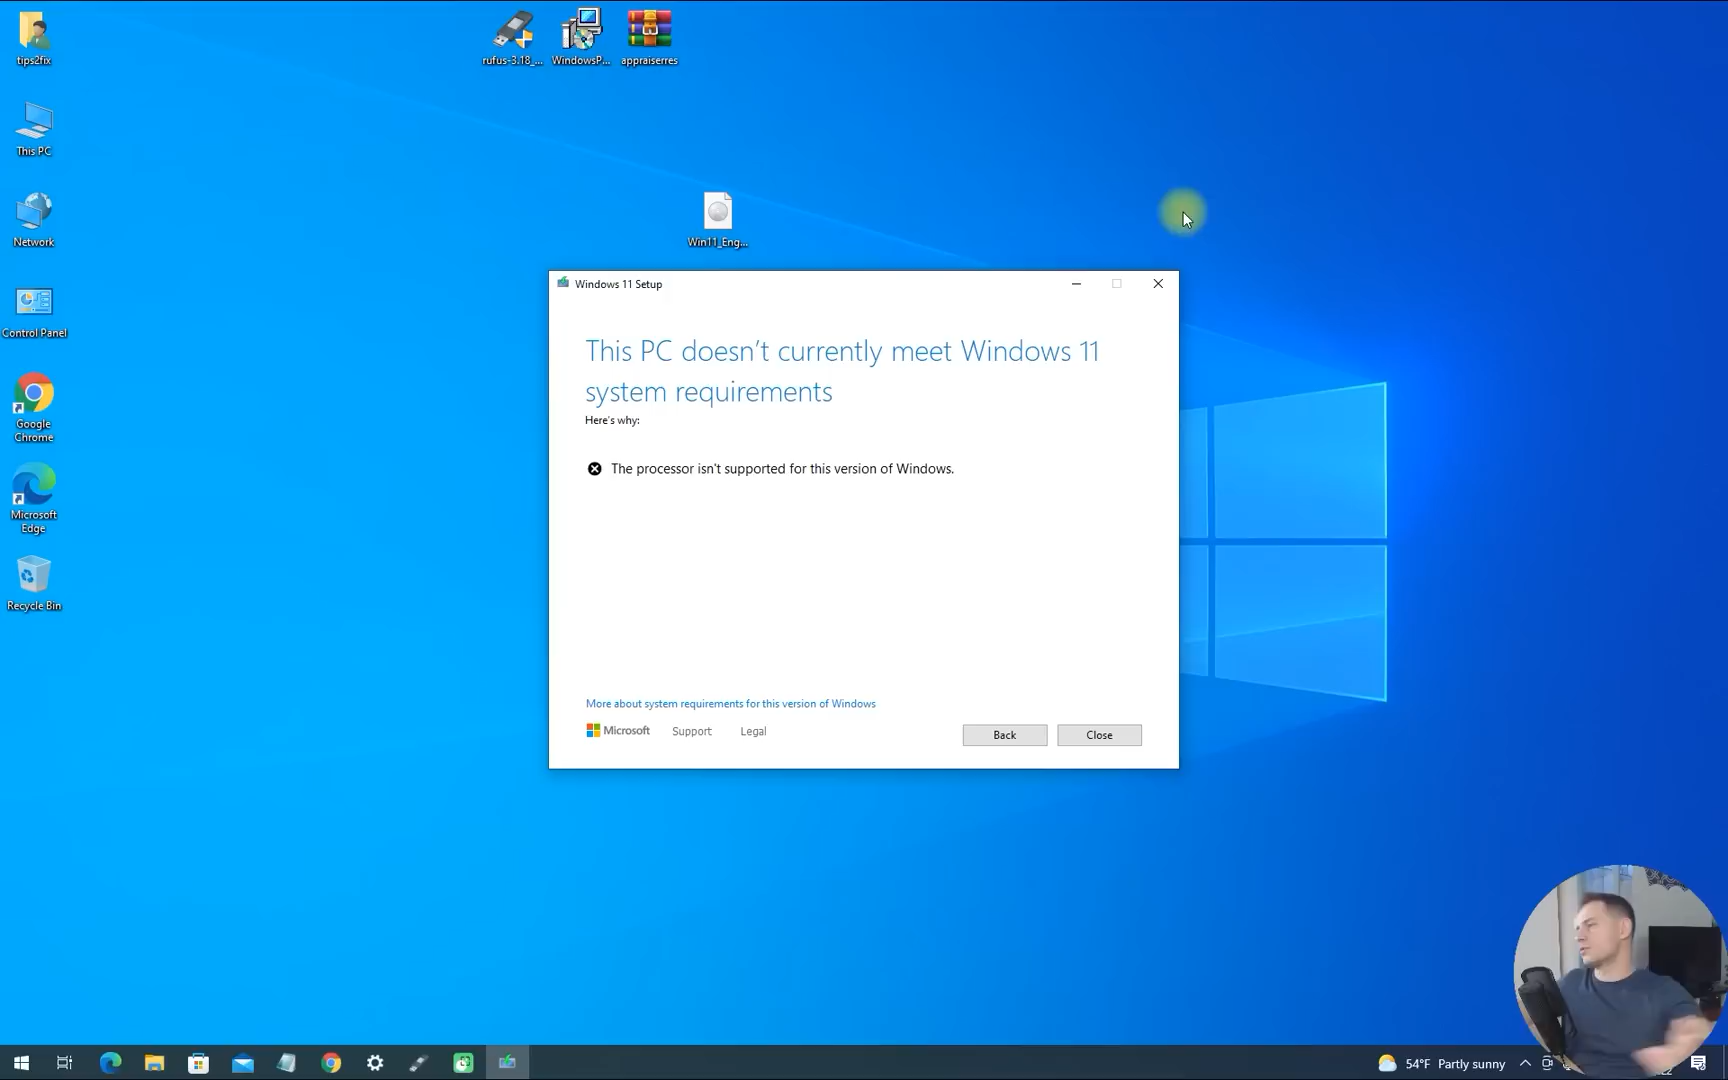 rufus-3.18_...
WindowsP...
appraiserres
tips2fix
This PC
Network
Win11_Eng...
Control Panel
Google
Chrome
Microsoft
Edge
Recycle Bin
Windows 11 Setup
This PC doesn't currently meet Windows 11
system requirements
Here's why:
The processor isn't supported for this version of Windows.
More about system requirements for this version of Windows
Microsoft
Support
Legal
Back
Close
54°F Partly sunny